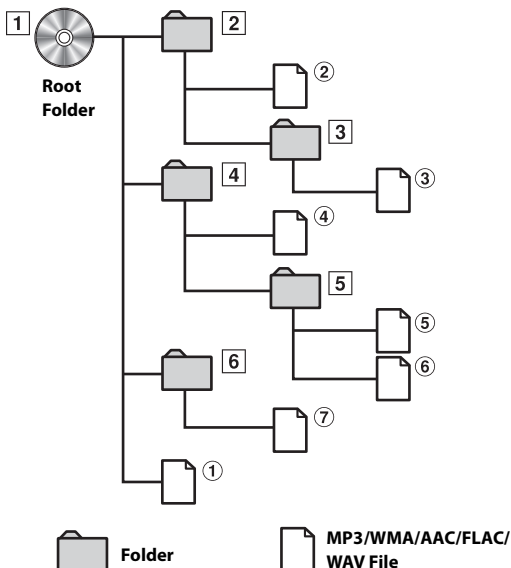 1
2
Root
Folder
②
3
③
4
④
5
⑤
⑥
6
⑦
①
Folder
MP3/WMA/AAC/FLAC/
WAV File